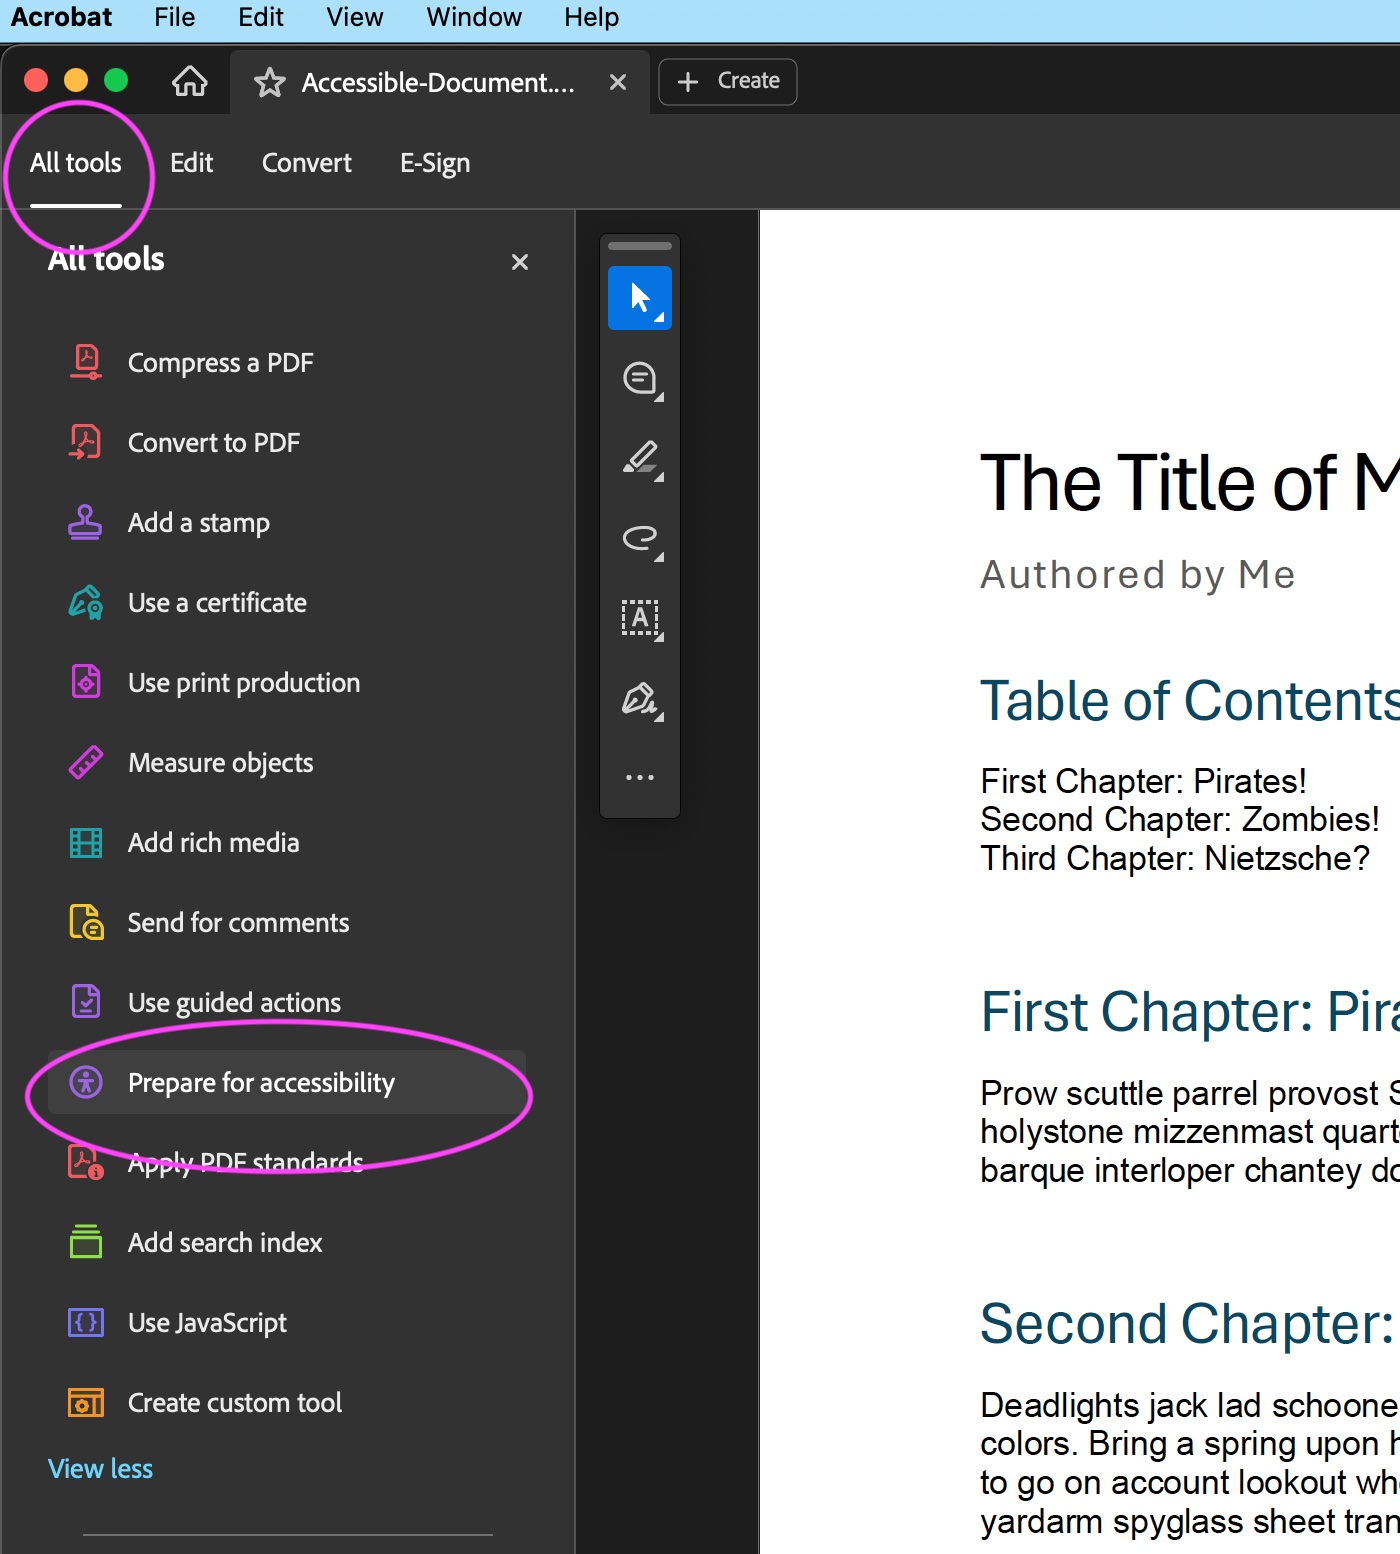 Acrobat File Edit View Window Help
Accessible-Document.... Create
All tools Edit Convert E-Sign
All tools
Compress a PDF
Convert to PDF
Add a stamp
Use a certificate
Use print production
Measure objects
Add rich media
Send for comments
Use guided actions
Prepare for accessibility
Apply PDF standards
Add search index
Use JavaScript
Create custom tool
View less
A
The Title of M
Authored by Me
Table of Contents
First Chapter: Pirates!
Second Chapter: Zombies!
Third Chapter: Nietzsche?
First Chapter: Pira
Prow scuttle parrel provost S
holystone mizzenmast quart
barque interloper chantey do
Second Chapter:
Deadlights jack lad schoone
colors. Bring a spring upon h
to go on account lookout wh
yardarm spyglass sheet tran